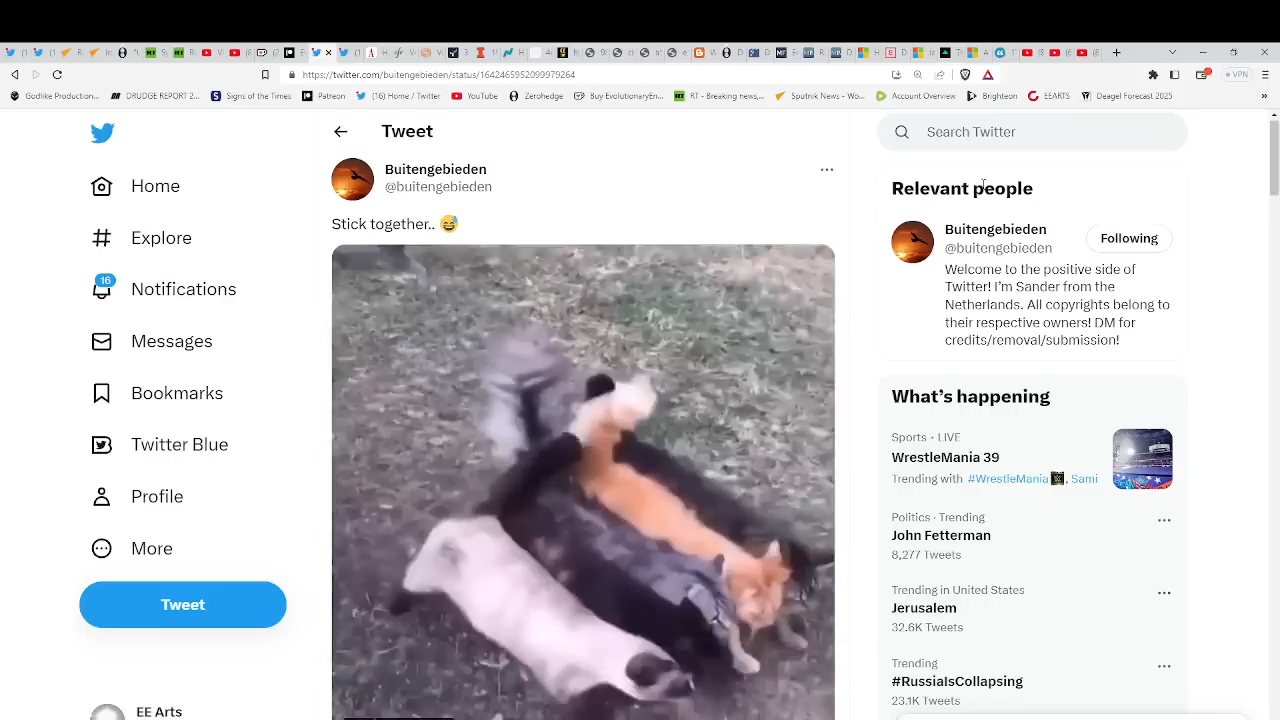 https://twitter.com/buitengebieden/status/1642465952099979264
VPN
Godlike Production...
DRUDGE REPORT 2...
Signs of the Times
Patreon
(16) Home / Twitter
YouTube
Zerohedge
Buy EvolutionaryEn...
RT - Breaking news,...
Sputnik News - Wo...
Account Overview
Brighteon
EEARTS
Deagel Forecast 2025
Home
Explore
16
Notifications
Messages
Bookmarks
Twitter Blue
Profile
More
Tweet
EE Arts
Tweet
Buitengebieden
@buitengebieden
Stick together..
Search Twitter
Relevant people
Buitengebieden
@buitengebieden
Following
Welcome to the positive side of
Twitter! I'm Sander from the
Netherlands. All copyrights belong to
their respective owners! DM for
credits/removal/submission!
What's happening
Sports · LIVE
WrestleMania 39
Trending with #WrestleMania, Sami
Politics · Trending
John Fetterman
8,277 Tweets
Trending in United States
Jerusalem
32.6K Tweets
Trending
#RussiaIsCollapsing
23.1K Tweets